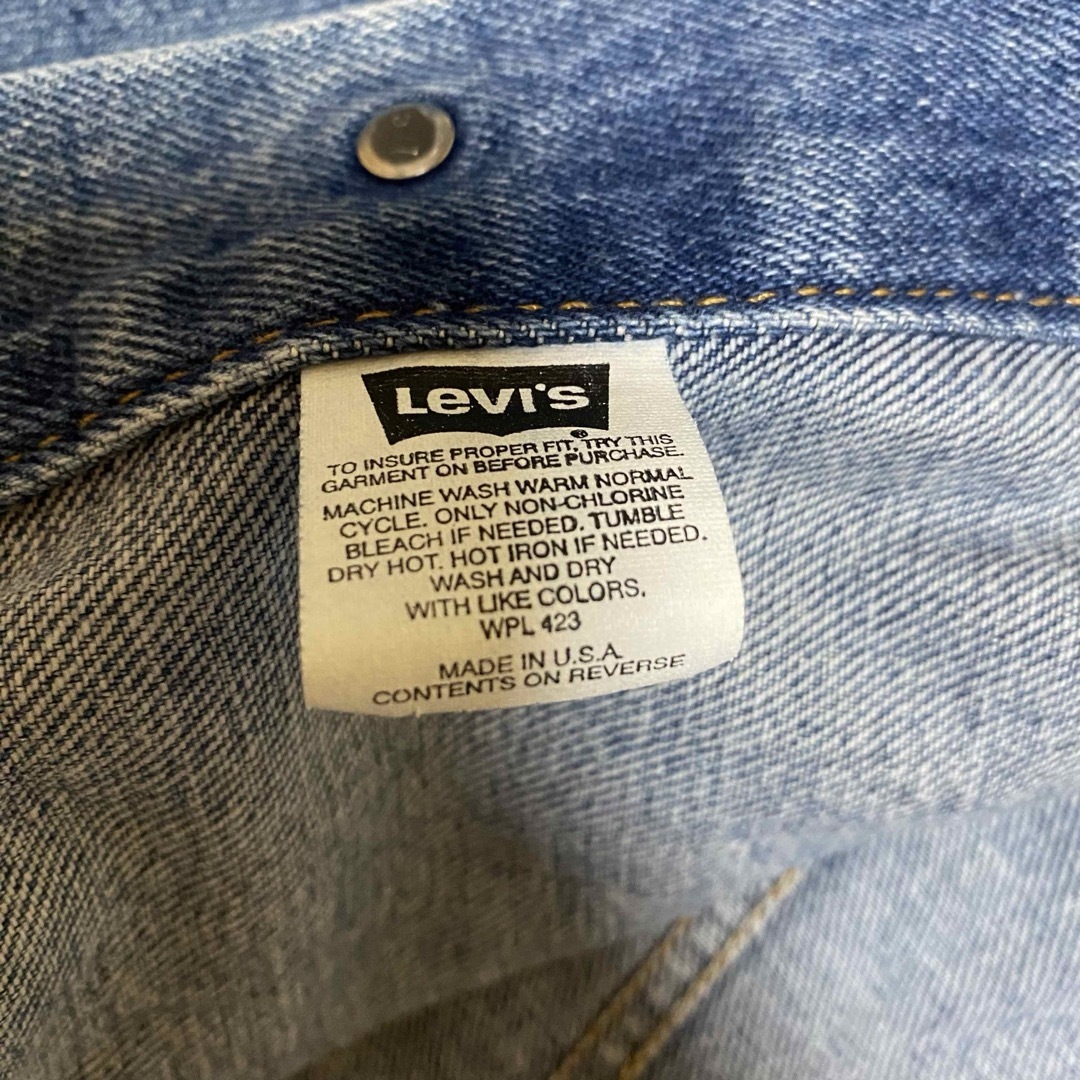 Levi's
®
TO INSURE PROPER FIT, TRY THIS
GARMENT ON BEFORE PURCHASE.
MACHINE WASH WARM NORMAL
CYCLE. ONLY NON-CHLORINE
BLEACH IF NEEDED. TUMBLE
DRY HOT. HOT IRON IF NEEDED.
WASH AND DRY
WITH LIKE COLORS.
WPL 423
MADE IN U.S.A.
CONTENTS ON REVERSE